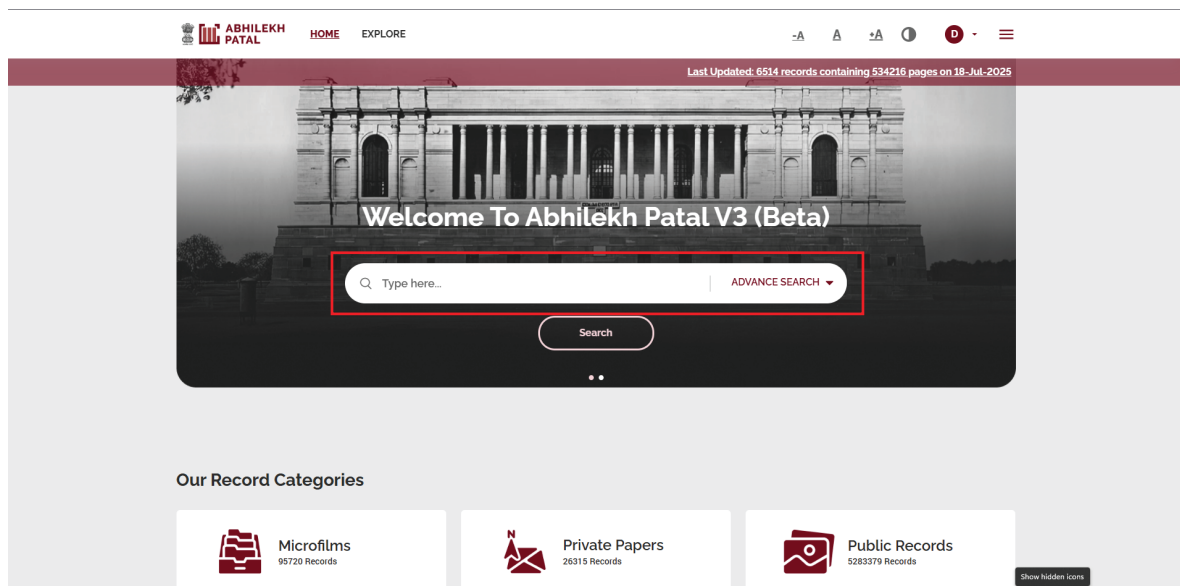 ABHILEKH
PATAL
HOME EXPLORE -A A +A D
Last Updated: 6514 records containing 534216 pages on 18-Jul-2025
Welcome To Abhilekh Patal V3 (Beta)
Type here... ADVANCE SEARCH
Search
Our Record Categories
Microfilms
95720 Records
N
Private Papers
26315 Records
Public Records
5283379 Records
Show hidden icons